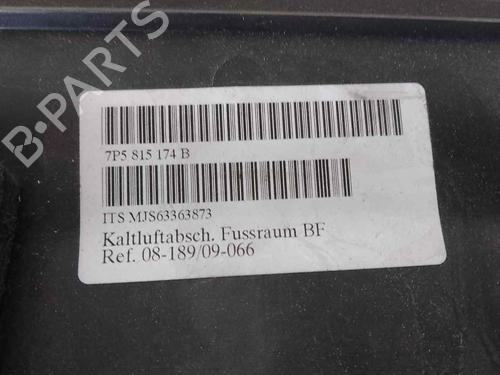 B-PARTS
7P5 815 174 B
ITS MJS63363873
Kaltluftabsch. Fussraum BF
Ref. 08-189/09-066